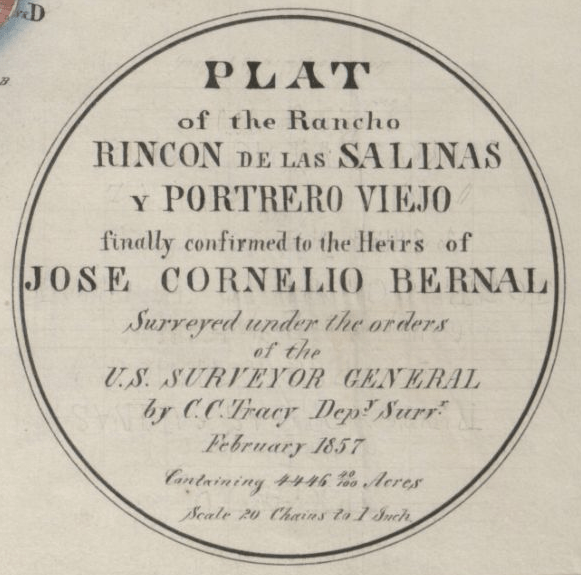 D
B
PLAT
of the Rancho
RINCON DE LAS SALINAS
Y PORTRERO VIEJO
finally confirmed to the Heirs of
JOSE CORNELIO BERNAL
Surveyed under the orders
of the
U.S. SURVEYOR GENERAL
by C.C. Tracy Depy Survr
February 1857
Containing 4446 40/100 Acres
Scale 20 Chains to 1 Inch